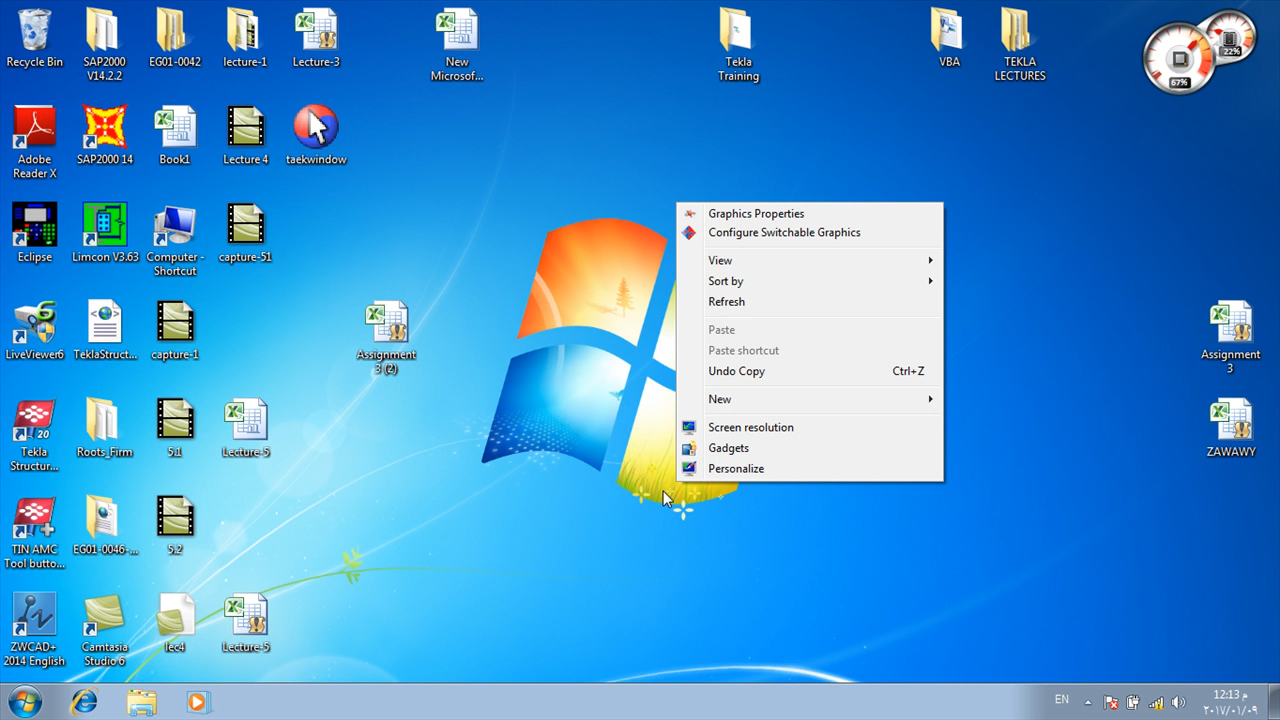 Recycle Bin
SAP2000
V14.2.2
EG01-0042
lecture-1
Lecture-3
New
Microsof...
Tekla
Training
VBA
TEKLA
LECTURES
67%
22%
Adobe
Reader X
SAP2000 14
Book1
Lecture 4
taekwindow
Eclipse
Limcon V3.63
Computer -
Shortcut
capture-51
LiveViewer6
TeklaStruct...
capture-1
Assignment
3 (2)
Assignment
3
Tekla
Structur...
20
Roots_Firm
5.1
Lecture-5
ZAWAWY
TIN AMC
Tool butto...
EG01-0046-...
5.2
ZWCAD+
2014 English
Camtasia
Studio 6
lec4
Lecture-5
Graphics Properties
Configure Switchable Graphics
View
Sort by
Refresh
Paste
Paste shortcut
Undo Copy Ctrl+Z
New
Screen resolution
Gadgets
Personalize
EN
12:13 م
٢٠١٧/٠١/٠٩